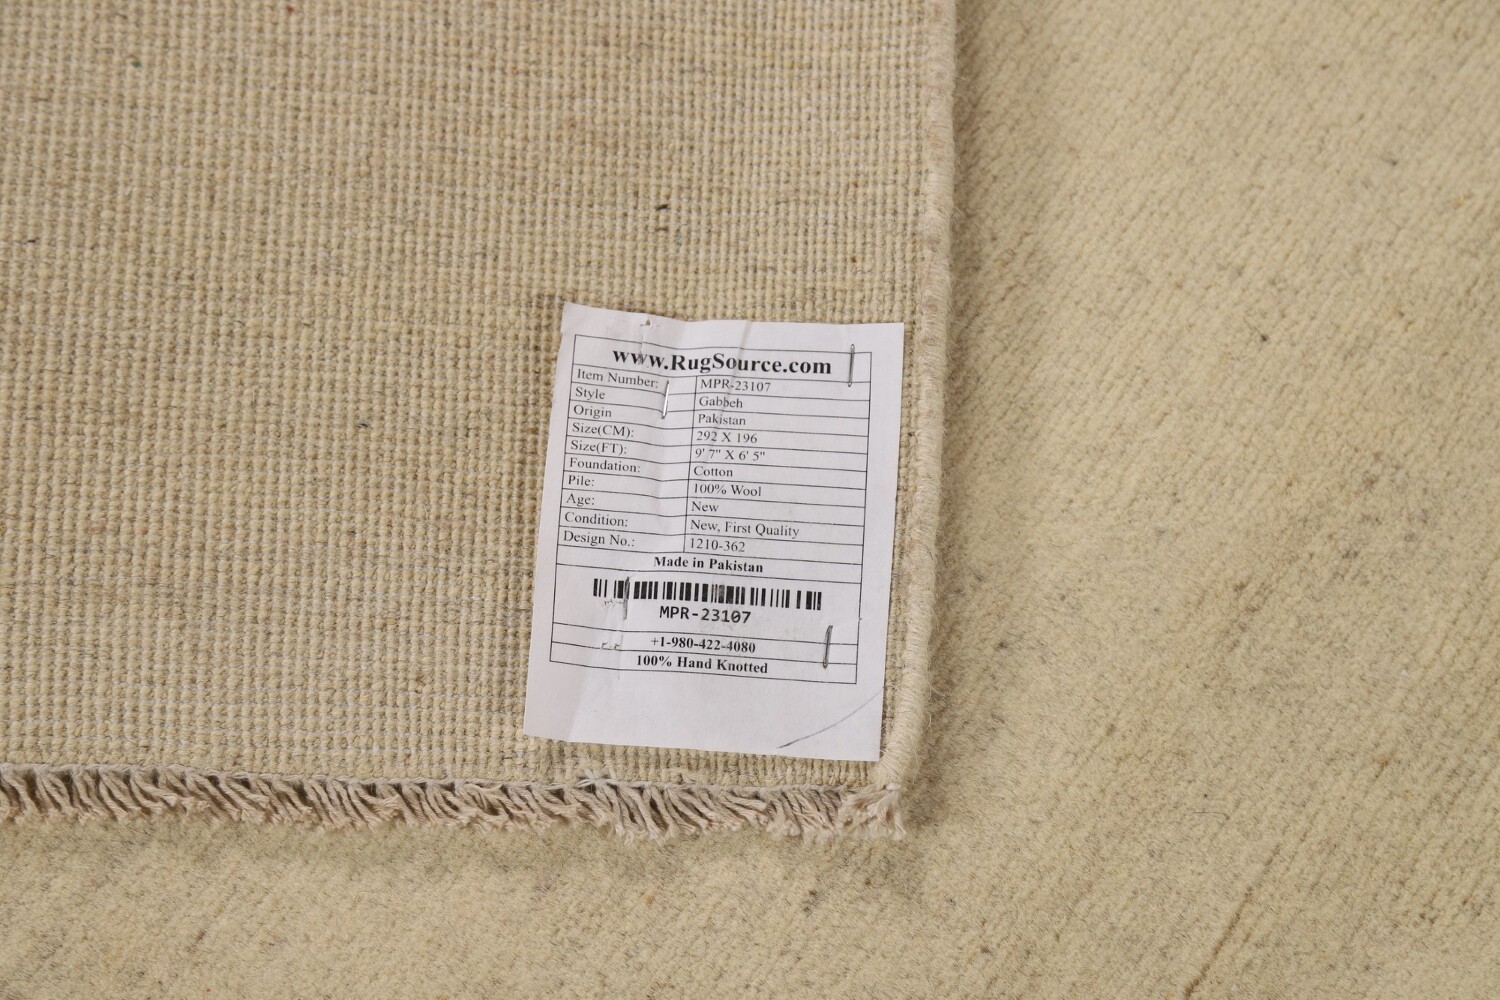 www.RugSource.com
Item Number: MPR-23107
Style Gabbeh
Origin Pakistan
Size(CM): 292 X 196
Size(FT): 9' 7" X 6' 5"
Foundation: Cotton
Pile: 100% Wool
Age: New
Condition: New, First Quality
Design No.: 1210-362
Made in Pakistan
MPR-23107
+1-980-422-4080
100% Hand Knotted